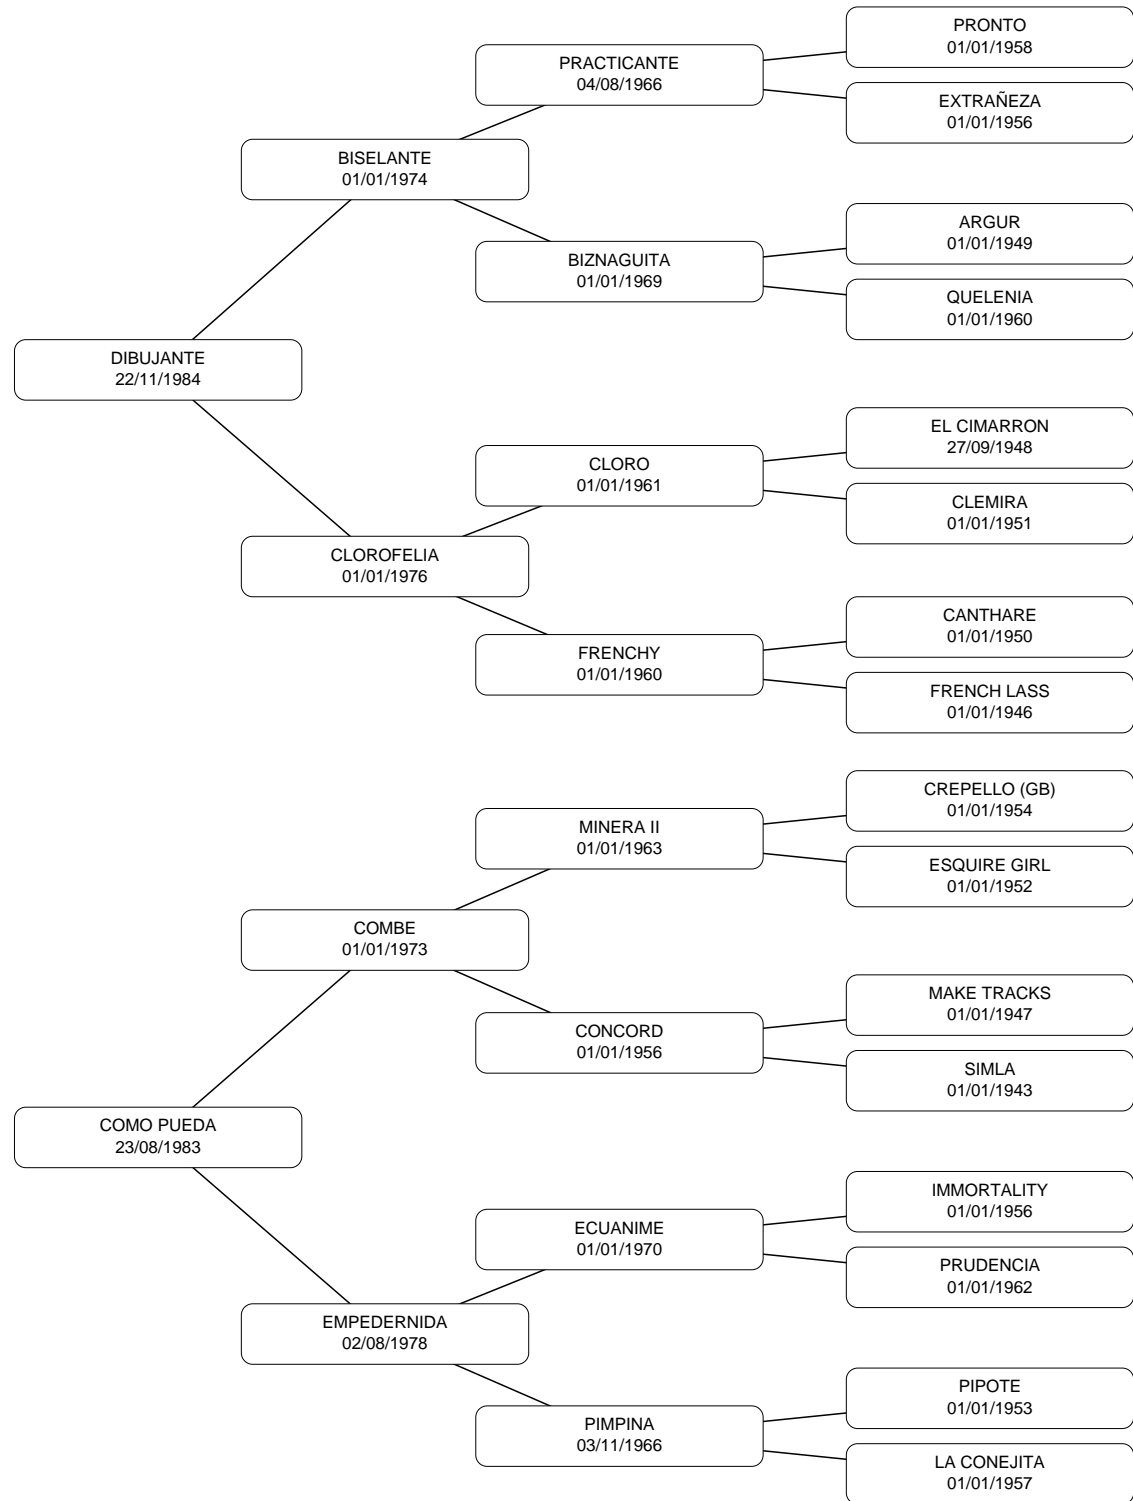 PRONTO
01/01/1958
PRACTICANTE
04/08/1966
EXTRAÑEZA
01/01/1956
BISELANTE
01/01/1974
ARGUR
01/01/1949
BIZNAGUITA
01/01/1969
QUELENIA
01/01/1960
DIBUJANTE
22/11/1984
EL CIMARRON
27/09/1948
CLORO
01/01/1961
CLEMIRA
01/01/1951
CLOROFELIA
01/01/1976
CANTHARE
01/01/1950
FRENCHY
01/01/1960
FRENCH LASS
01/01/1946
CREPELLO (GB)
01/01/1954
MINERA II
01/01/1963
ESQUIRE GIRL
01/01/1952
COMBE
01/01/1973
MAKE TRACKS
01/01/1947
CONCORD
01/01/1956
SIMLA
01/01/1943
COMO PUEDA
23/08/1983
IMMORTALITY
01/01/1956
ECUANIME
01/01/1970
PRUDENCIA
01/01/1962
EMPEDERNIDA
02/08/1978
PIPOTE
01/01/1953
PIMPINA
03/11/1966
LA CONEJITA
01/01/1957